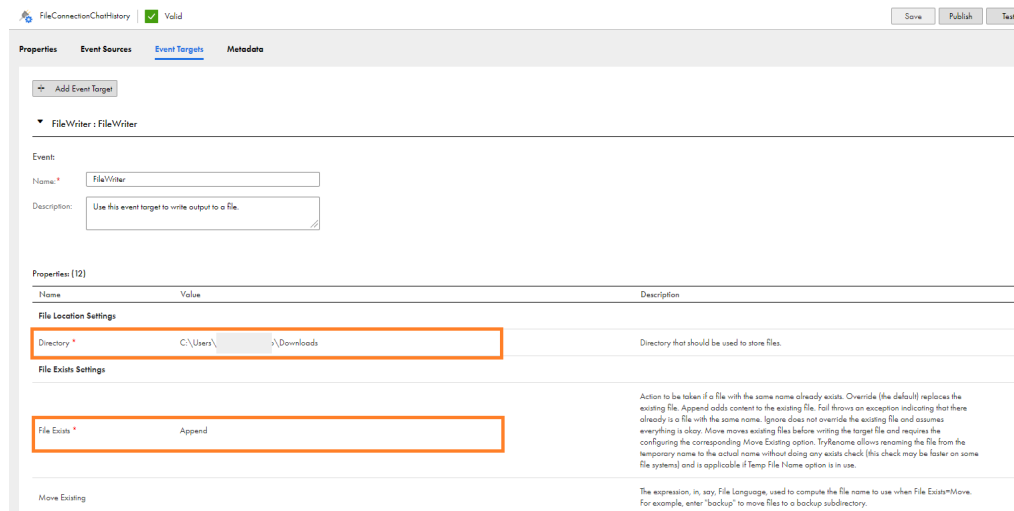 FileConnectionChatHistory Valid Save Publish Test
Properties Event Sources Event Targets Metadata
Add Event Target
FileWriter : FileWriter
Event:
Name:* FileWriter
Description: Use this event target to write output to a file.
Properties: (12)
Name Value Description
File Location Settings
Directory * C:\Users\ \Downloads Directory that should be used to store files.
File Exists Settings
Action to be taken if a file with the same name already exists. Override (the default) replaces the
existing file. Append adds content to the existing file. Fail throws an exception indicating that there
already is a file with the same name. Ignore does not override the existing file and assumes
File Exists * Append everything is okay. Move moves existing files before writing the target file and requires the
configuring the corresponding Move Existing option. TryRename allows renaming the file from the
temporary name to the actual name without doing any exists check (this check may be faster on some
file systems) and is applicable if Temp File Name option is in use.
Move Existing The expression, in, say, File Language, used to compute the file name to use when File Exists=Move.
For example, enter "backup" to move files to a backup subdirectory.